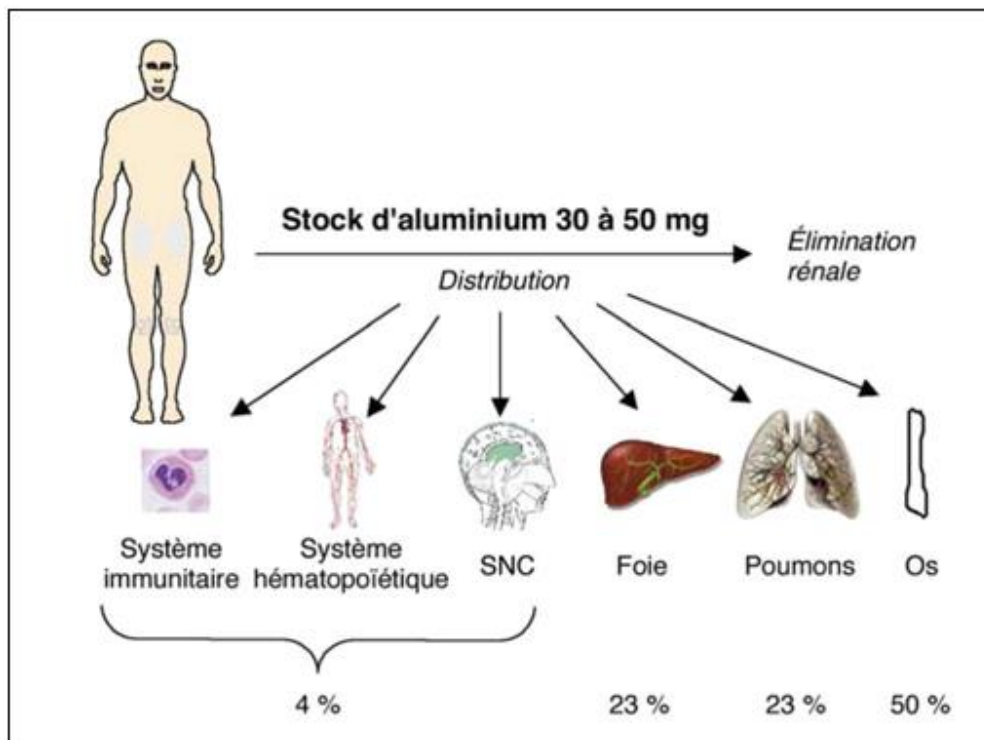 Stock d'aluminium 30 à 50 mg
Élimination
rénale
Distribution
Système
immunitaire
Système
hématopoïétique
SNC
Foie
Poumons
Os
4 %
23 %
23 %
50 %